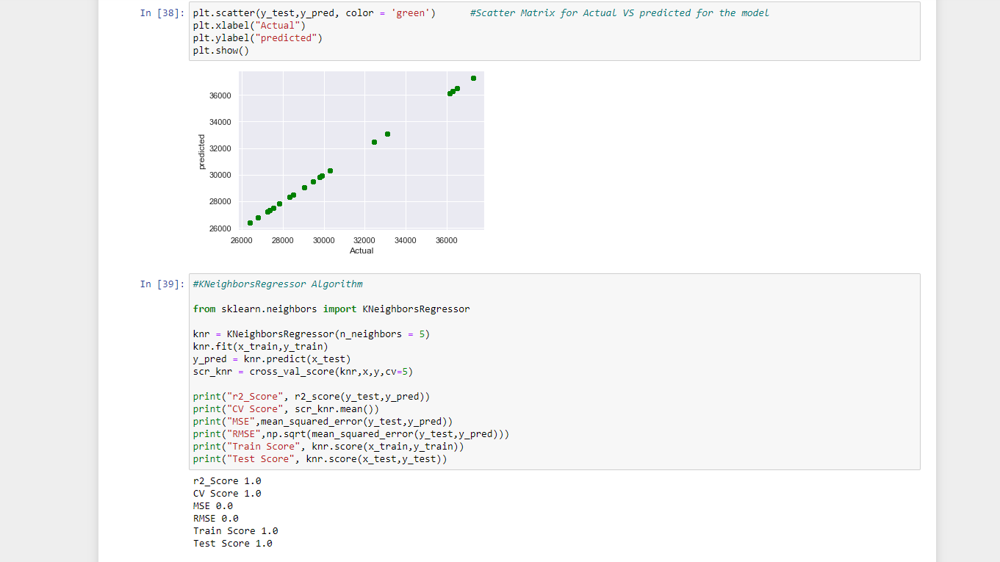 In [38]: plt.scatter(y_test,y_pred, color = 'green')      #Scatter Matrix for Actual VS predicted for the model
plt.xlabel("Actual")
plt.ylabel("predicted")
plt.show()
36000
34000
32000
30000
28000
26000
predicted
26000 28000 30000 32000 34000 36000
Actual
In [39]: #KNeighborsRegressor Algorithm
from sklearn.neighbors import KNeighborsRegressor
knr = KNeighborsRegressor(n_neighbors = 5)
knr.fit(x_train,y_train)
y_pred = knr.predict(x_test)
scr_knr = cross_val_score(knr,x,y,cv=5)
print("r2_Score", r2_score(y_test,y_pred))
print("CV Score", scr_knr.mean())
print("MSE",mean_squared_error(y_test,y_pred))
print("RMSE",np.sqrt(mean_squared_error(y_test,y_pred)))
print("Train Score", knr.score(x_train,y_train))
print("Test Score", knr.score(x_test,y_test))
r2_Score 1.0
CV Score 1.0
MSE 0.0
RMSE 0.0
Train Score 1.0
Test Score 1.0